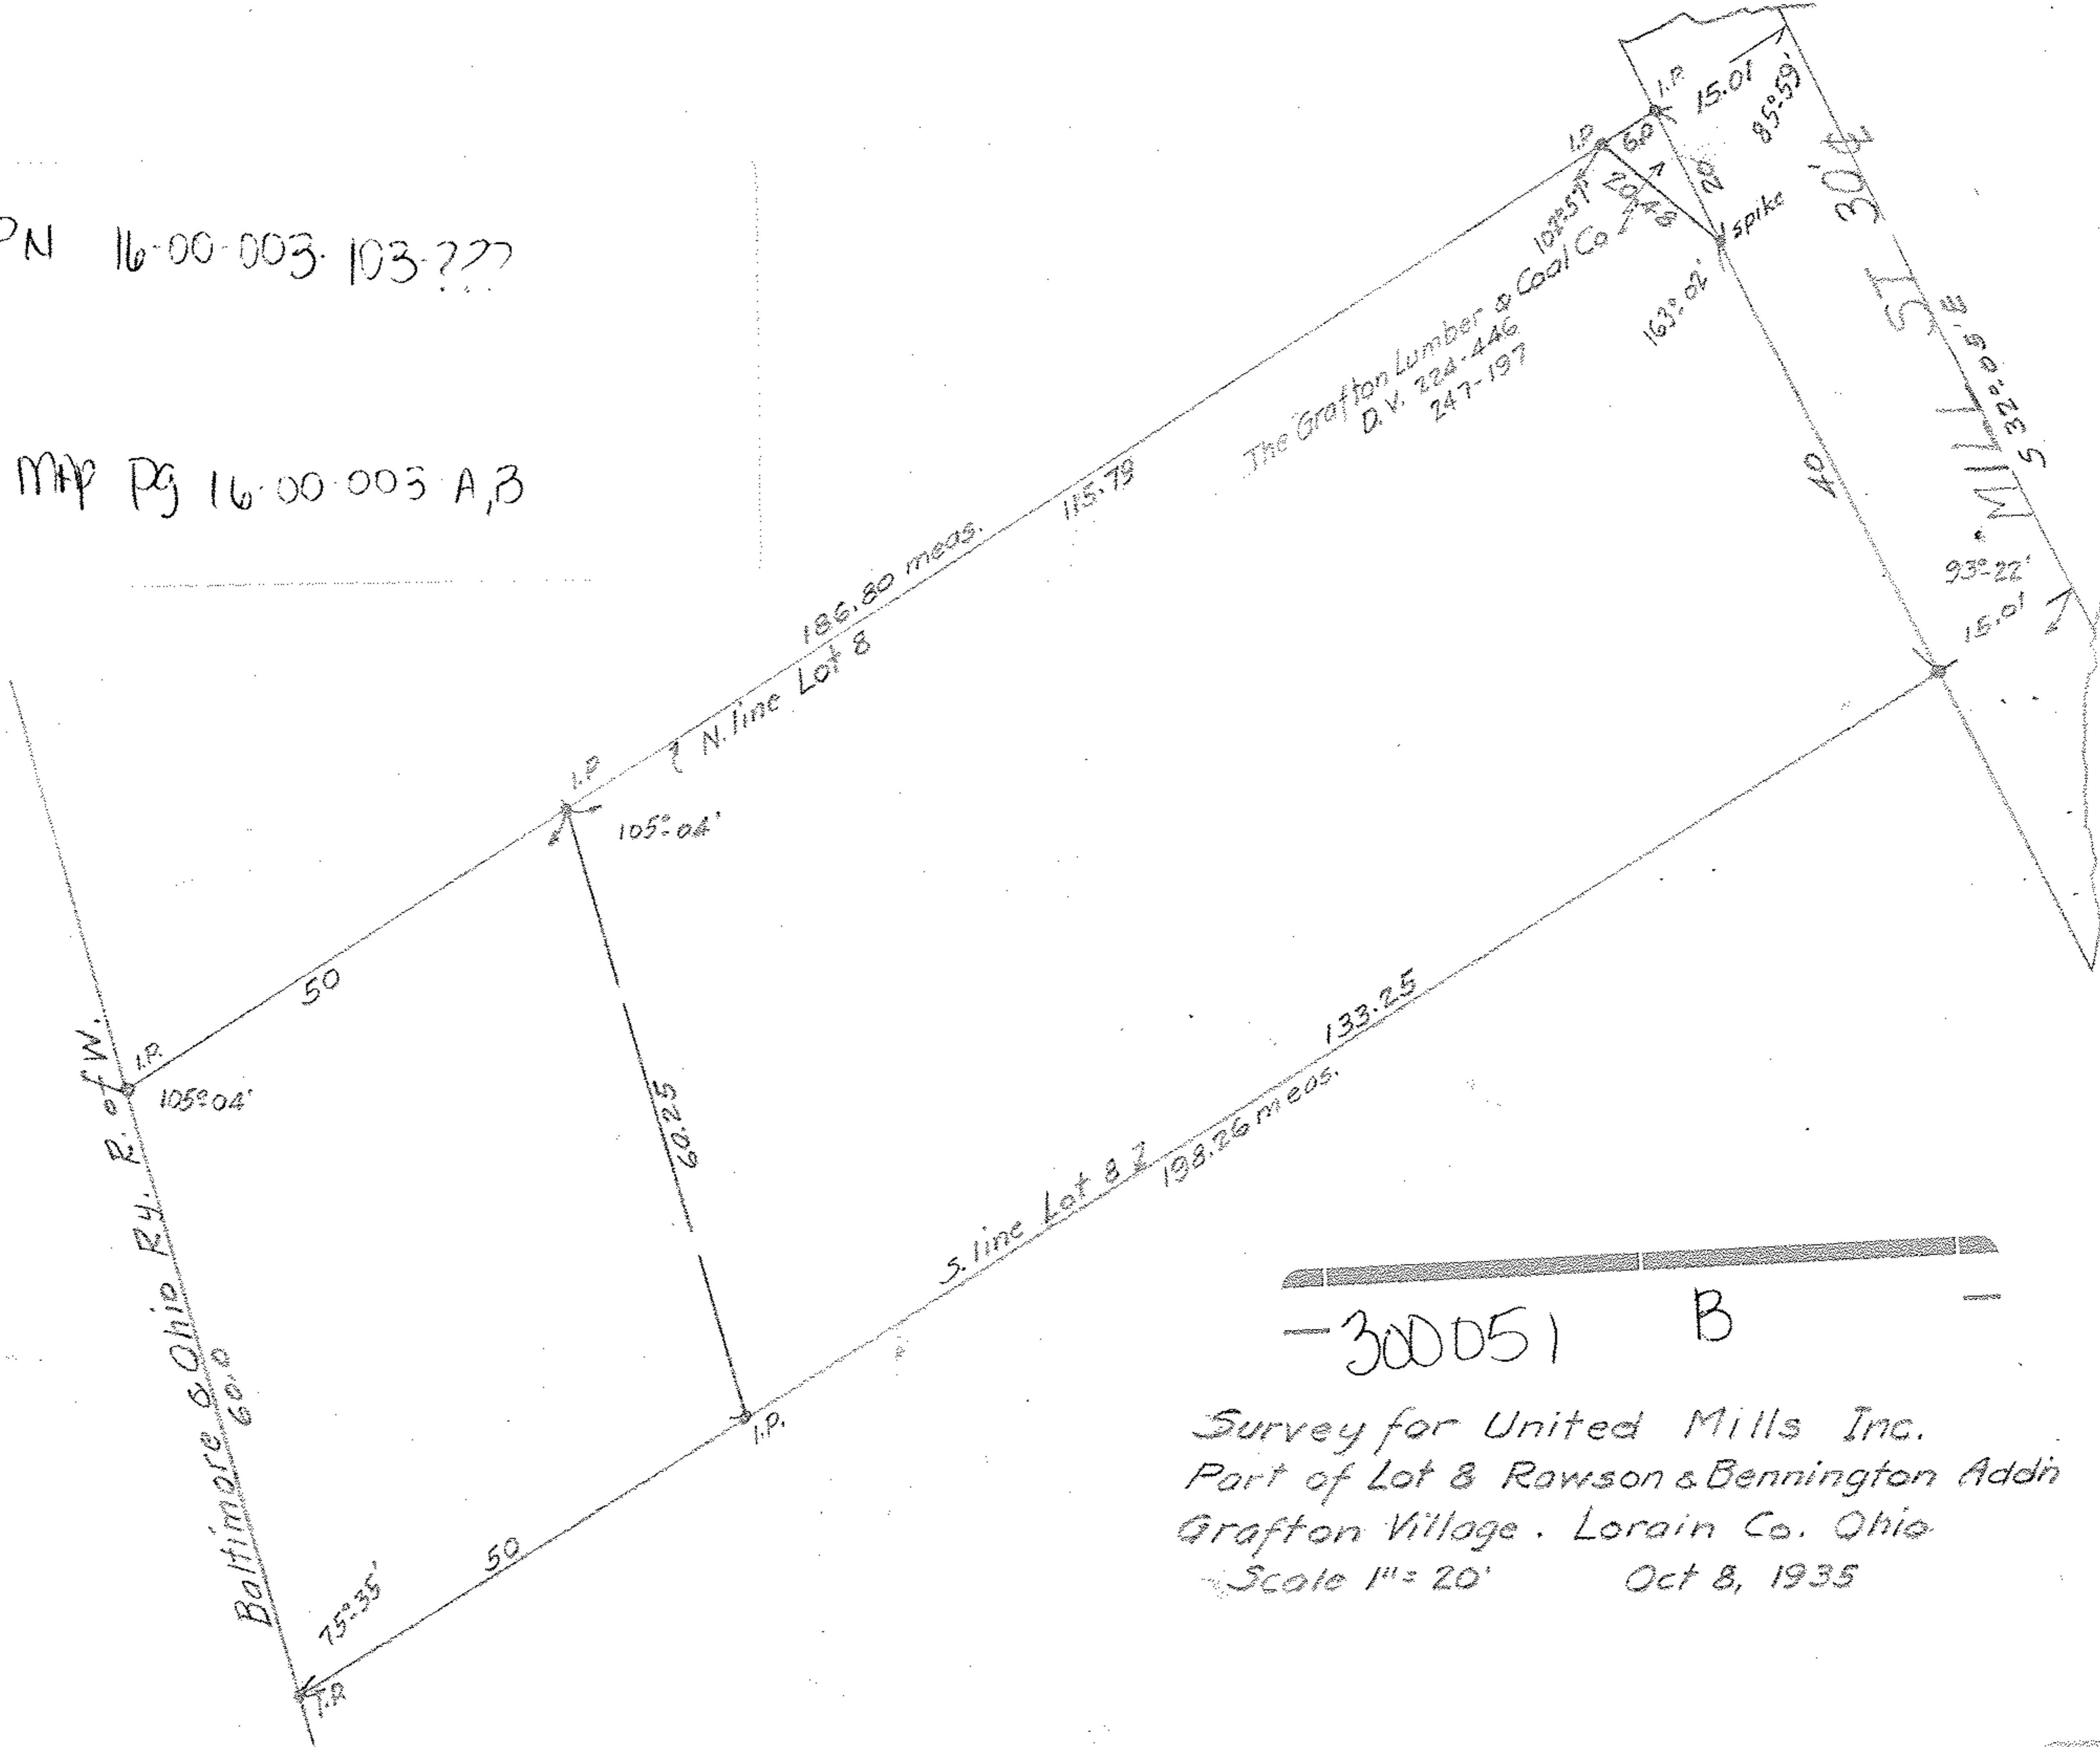 PN 16-00-003-103-???
MAP pg 16-00-003 A,B
I.P.
15.01
85°-59'
I.P.
6.0
20
20.48
102°-57'
spike
163°-02'
30' ⅊
MILL ST
S 32°-05' E
The Grafton Lumber & Coal Co
D.V. 224-446
247-197
40
93°-22'
15.01
115.79
186.80 meas.
N. line Lot 8
I.P.
105°-04'
50
I.P.
105°-04'
60.25
Baltimore & Ohio Ry. R. of W.
60.0
133.25
198.26 meas.
S. line Lot 8
I.P.
50
75°-35'
I.P.
300051 B
Survey for United Mills Inc.
Part of Lot 8 Rawson & Bennington Addn
Grafton Village. Lorain Co. Ohio
Scale 1"= 20' Oct 8, 1935